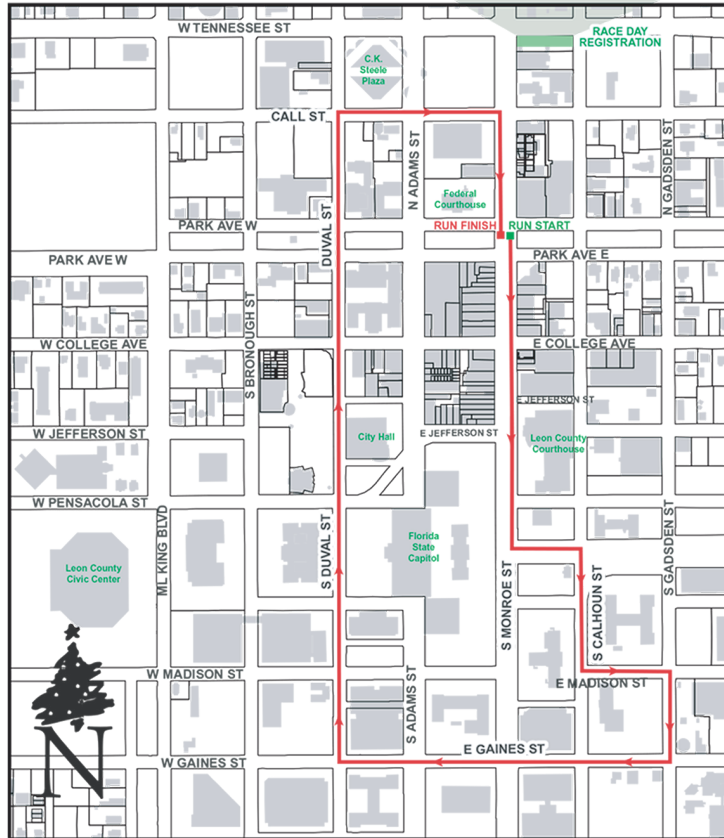 W TENNESSEE ST
RACE DAY
REGISTRATION
C.K.
Steele
Plaza
CALL ST
N ADAMS ST
N GADSDEN ST
Federal
Courthouse
DUVAL ST
PARK AVE W
RUN FINISH
RUN START
PARK AVE W
PARK AVE E
S BRONOUGH ST
W COLLEGE AVE
E COLLEGE AVE
E JEFFERSON ST
W JEFFERSON ST
City Hall
E JEFFERSON ST
Leon County
Courthouse
W PENSACOLA ST
ML KING BLVD
S DUVAL ST
Florida
State
Capitol
S GADSDEN ST
Leon County
Civic Center
S MONROE ST
S CALHOUN ST
W MADISON ST
S ADAMS ST
E MADISON ST
N
E GAINES ST
W GAINES ST